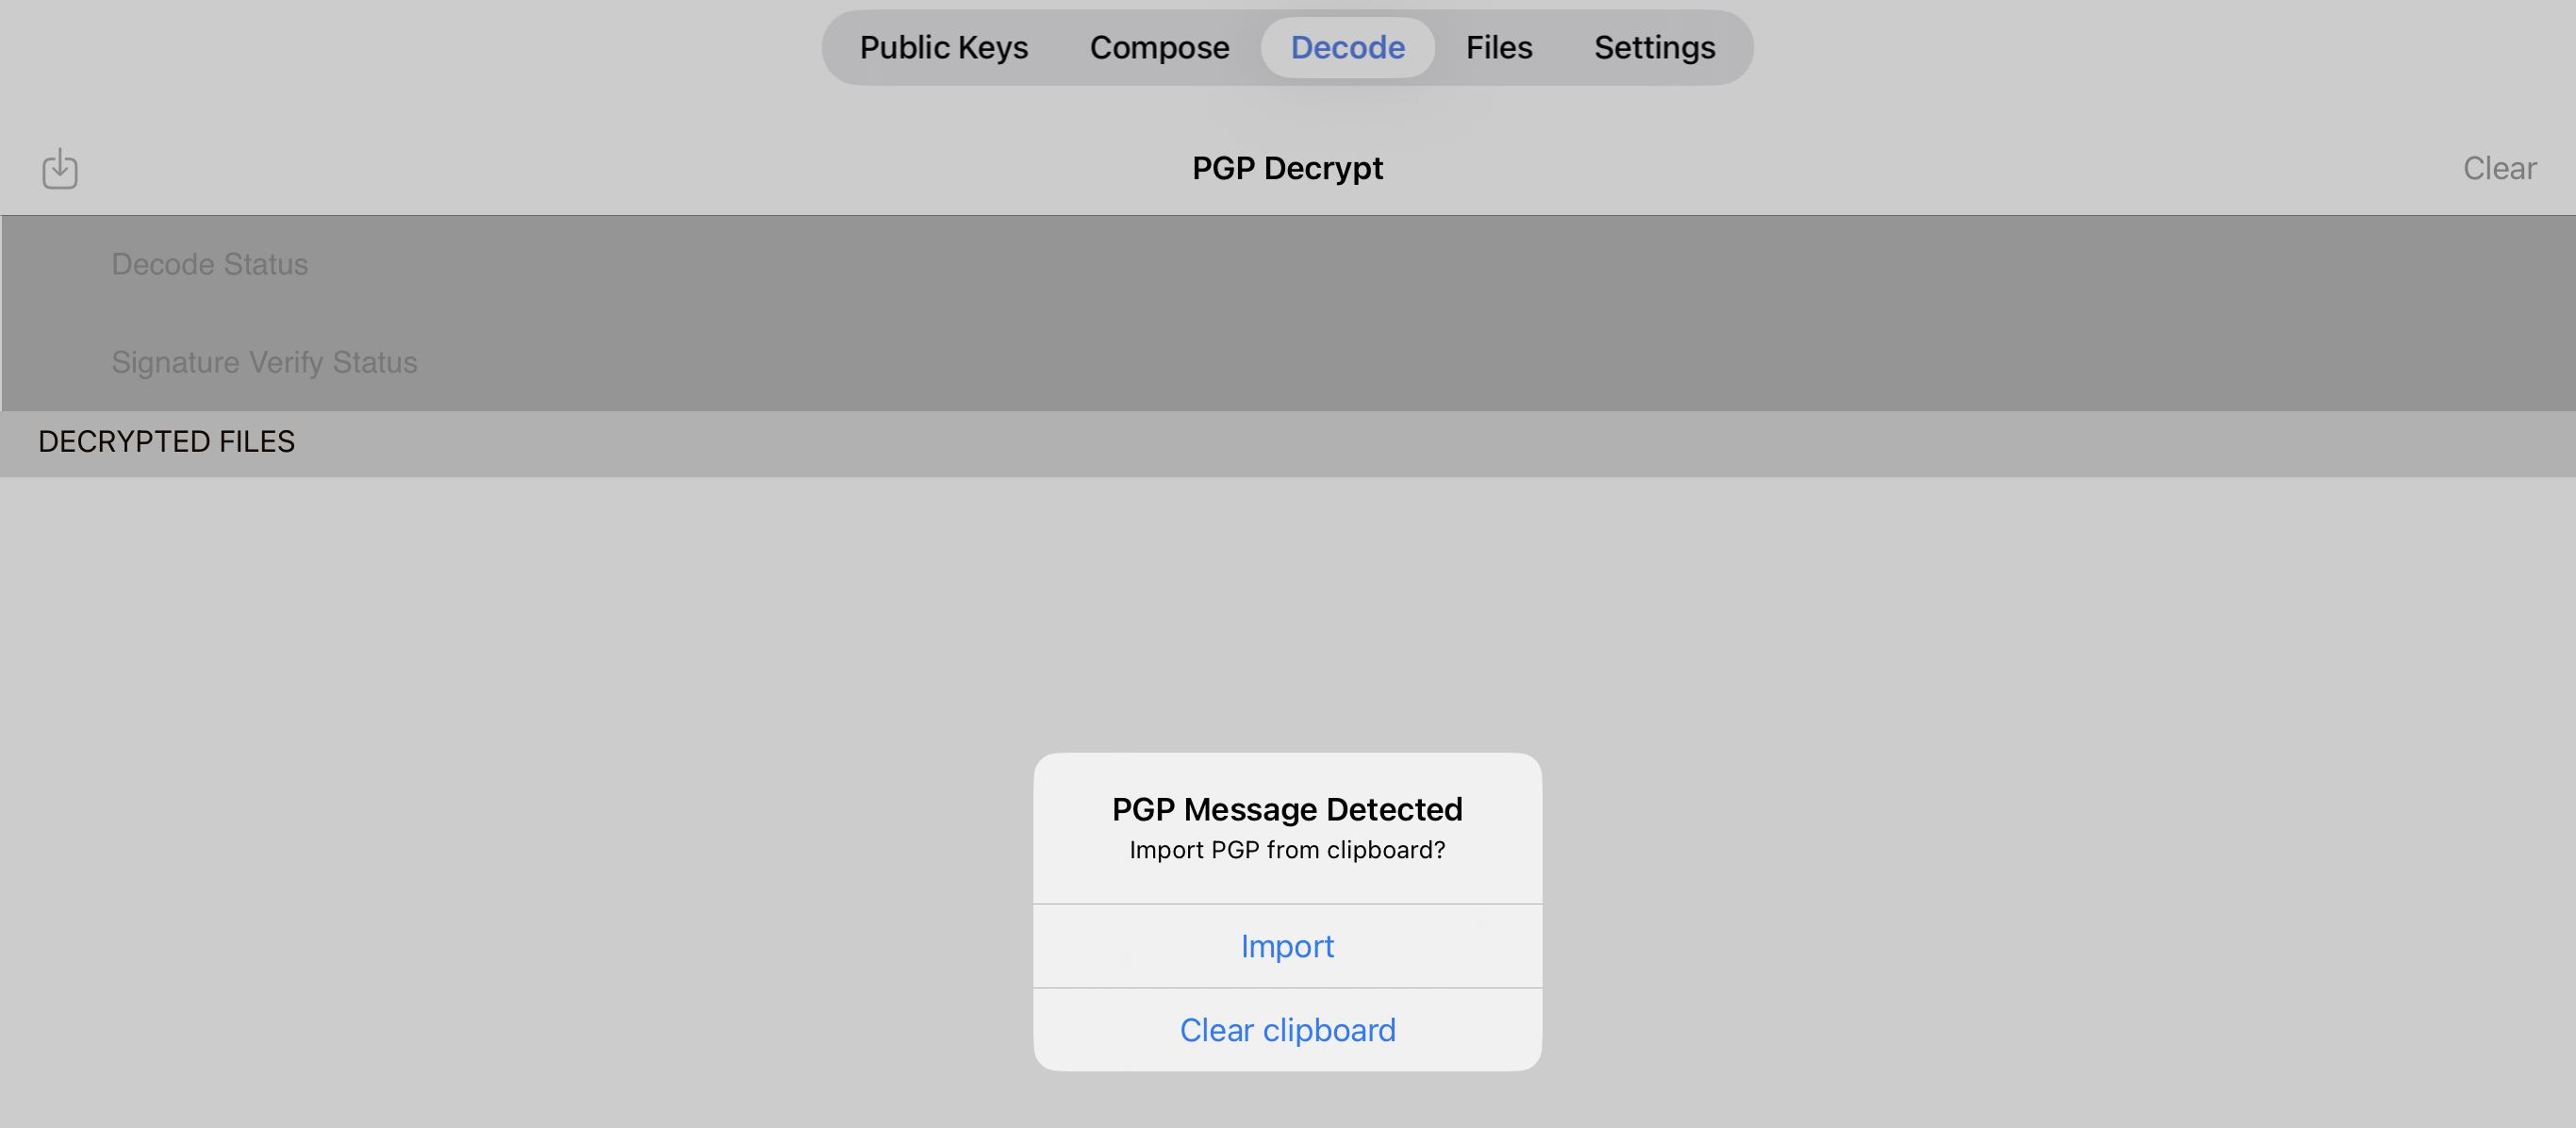 Public Keys Compose Decode Files Settings
PGP Decrypt Clear
Decode Status
Signature Verify Status
DECRYPTED FILES
PGP Message Detected
Import PGP from clipboard?
Import
Clear clipboard